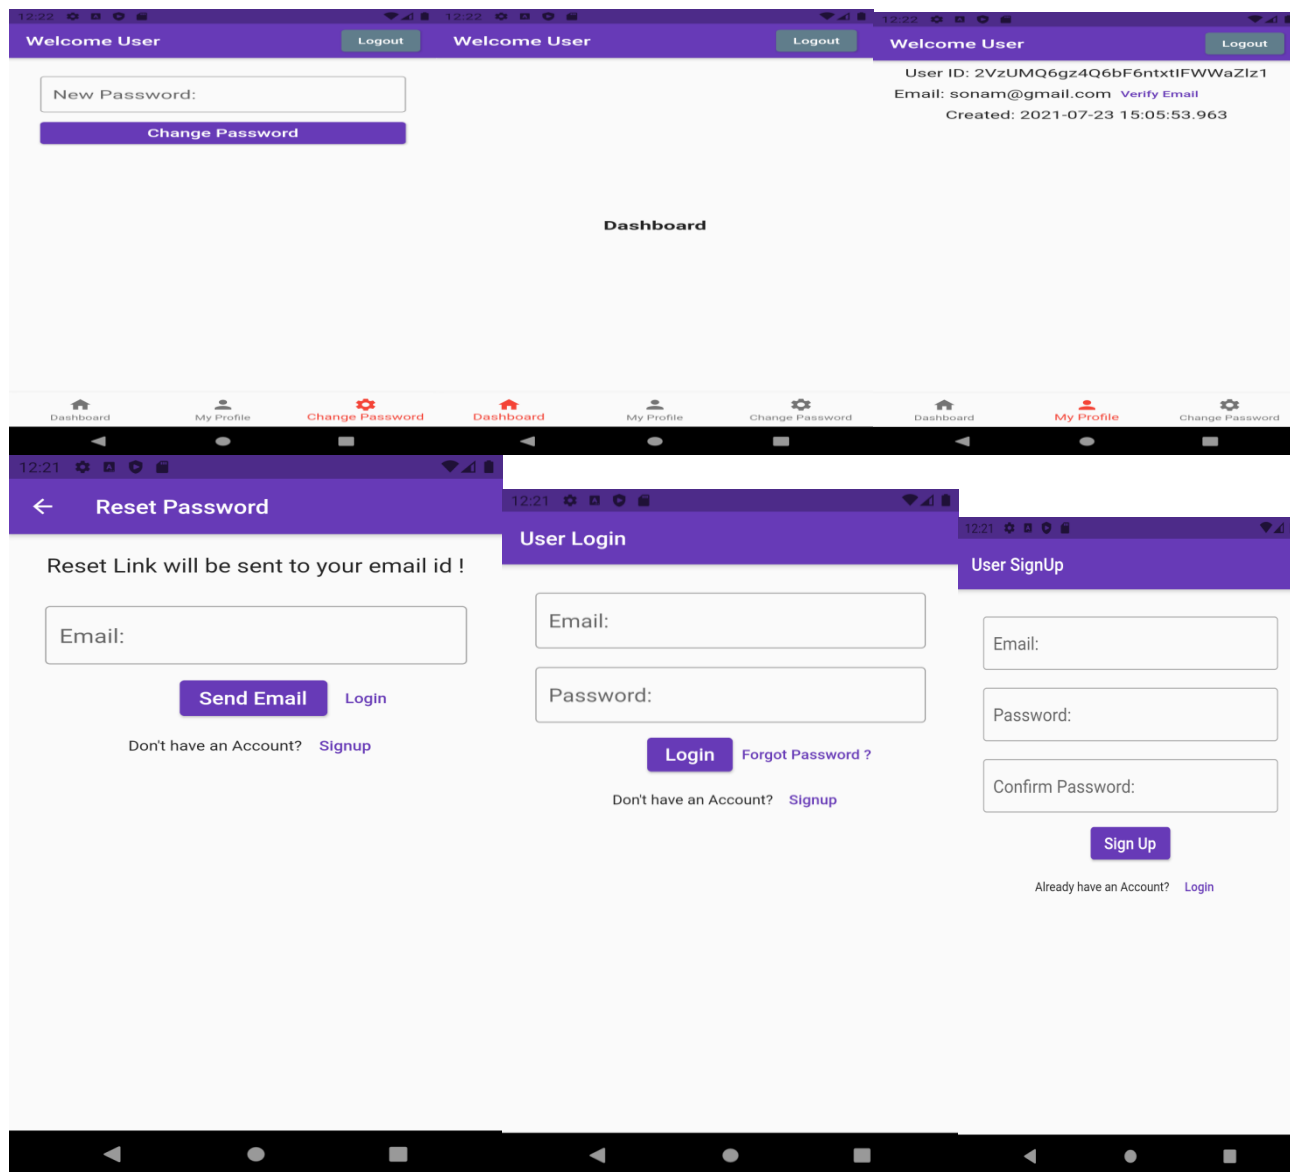 12:22
Welcome User
Logout
New Password:
Change Password
Dashboard
My Profile
Change Password
12:22
Welcome User
Logout
Dashboard
Dashboard
My Profile
Change Password
12:22
Welcome User
Logout
User ID: 2VzUMQ6gz4Q6bF6ntxtIFWWaZlz1
Email: sonam@gmail.com Verify Email
Created: 2021-07-23 15:05:53.963
Dashboard
My Profile
Change Password
12:21
Reset Password
Reset Link will be sent to your email id !
Email:
Send Email
Login
Don't have an Account? Signup
12:21
User Login
Email:
Password:
Login
Forgot Password ?
Don't have an Account? Signup
12:21
User SignUp
Email:
Password:
Confirm Password:
Sign Up
Already have an Account? Login